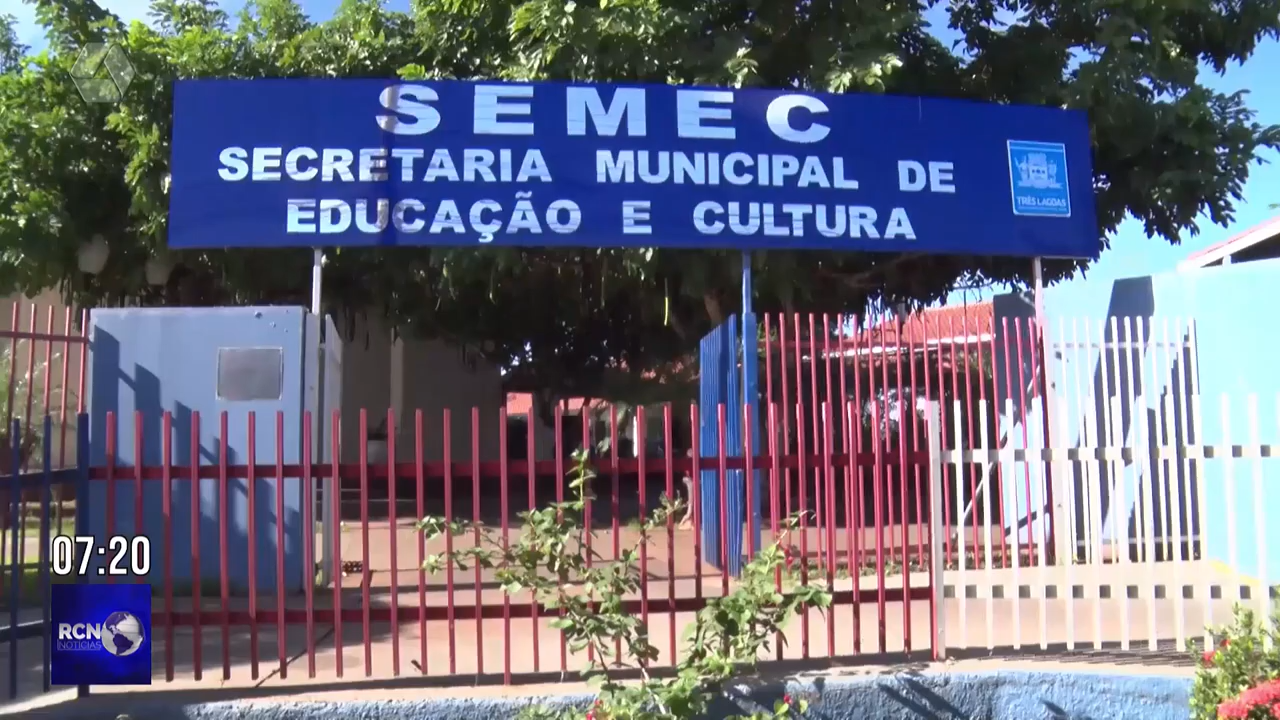 SEMEC
SECRETARIA MUNICIPAL DE
EDUCAÇÃO E CULTURA
TRÊS LAGOAS
07:20
RCN
NOTÍCIAS